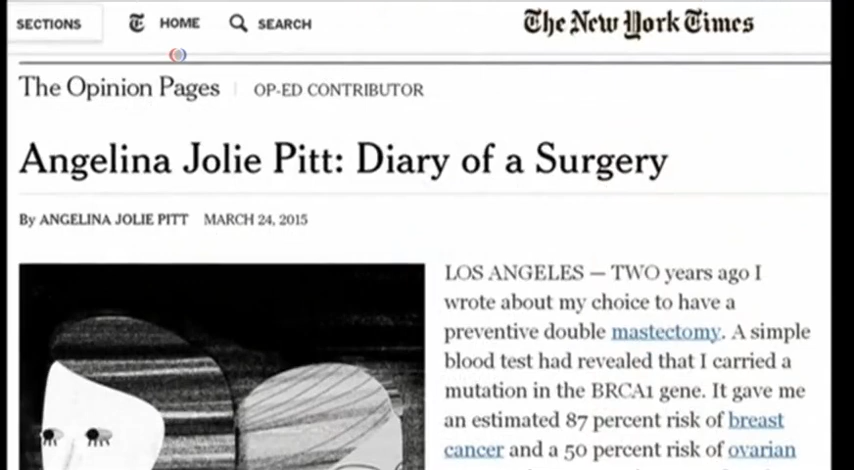 SECTIONS HOME SEARCH The New York Times
The Opinion Pages | OP-ED CONTRIBUTOR
Angelina Jolie Pitt: Diary of a Surgery
By ANGELINA JOLIE PITT MARCH 24, 2015
LOS ANGELES — TWO years ago I
wrote about my choice to have a
preventive double mastectomy. A simple
blood test had revealed that I carried a
mutation in the BRCA1 gene. It gave me
an estimated 87 percent risk of breast
cancer and a 50 percent risk of ovarian